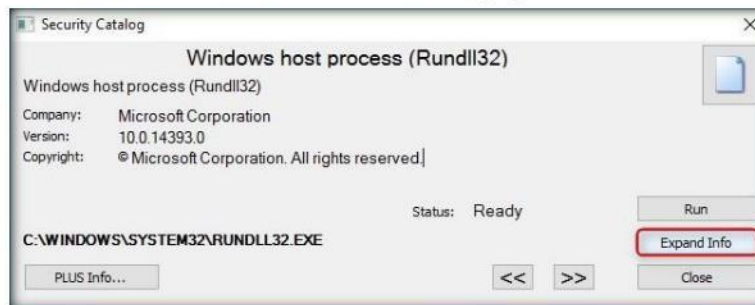 Security Catalog
Windows host process (Rundll32)
Windows host process (Rundll32)
Company: Microsoft Corporation
Version: 10.0.14393.0
Copyright: © Microsoft Corporation. All rights reserved.
Status: Ready
Run
C:\WINDOWS\SYSTEM32\RUNDLL32.EXE
Expand Info
PLUS Info...
<<
>>
Close